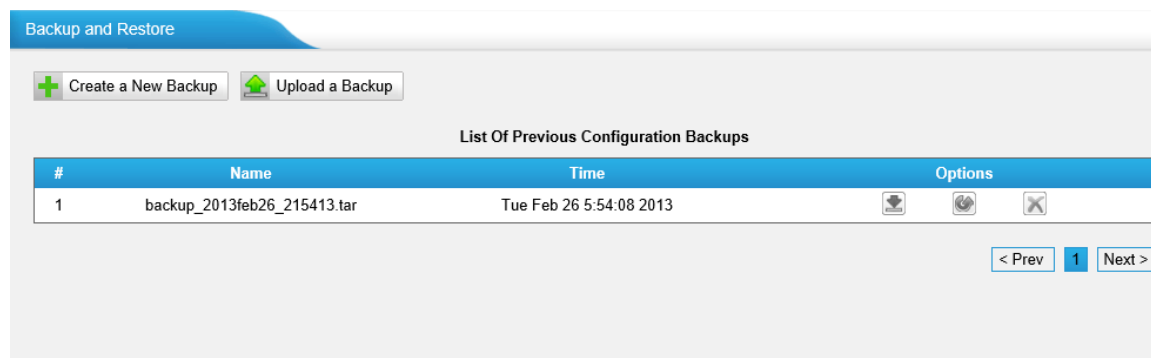 Backup and Restore
Create a New Backup Upload a Backup
List Of Previous Configuration Backups
# Name Time Options
1 backup_2013feb26_215413.tar Tue Feb 26 5:54:08 2013
< Prev 1 Next >